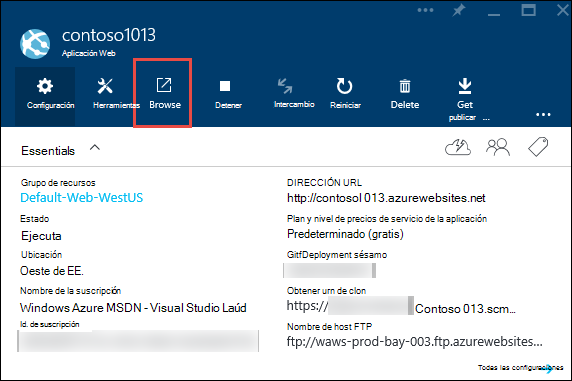 contoso1013
Aplicación Web
Configuración
Herramientas
Browse
Detener
Intercambio
Reiniciar
Delete
Get
publicar ...
Essentials
Grupo de recursos
Default-Web-WestUS
Estado
Ejecuta
Ubicación
Oeste de EE.
Nombre de la suscripción
Windows Azure MSDN - Visual Studio Laúd
Id. de suscripción
DIRECCIÓN URL
http://contosol 013.azurewebsites.net
Plan y nivel de precios de servicio de la aplicación
Predeterminado (gratis)
GitfDeployment sésamo
Obtener urn de clon
https:/ Contoso 013.scm...
Nombre de host FTP
ftp://waws-prod-bay-003.ftp.azurewebsites...
Todas las configuraciones